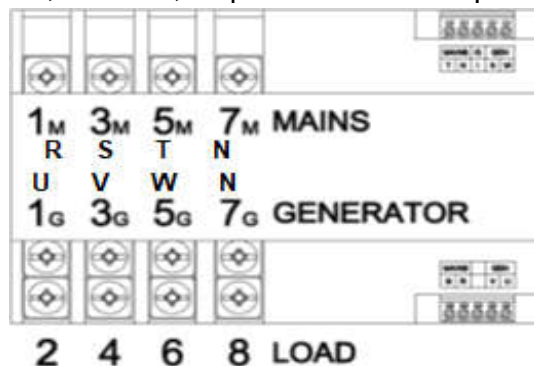 1M 3M 5M 7M MAINS
R S T N
U V W N
1G 3G 5G 7G GENERATOR
2 4 6 8 LOAD